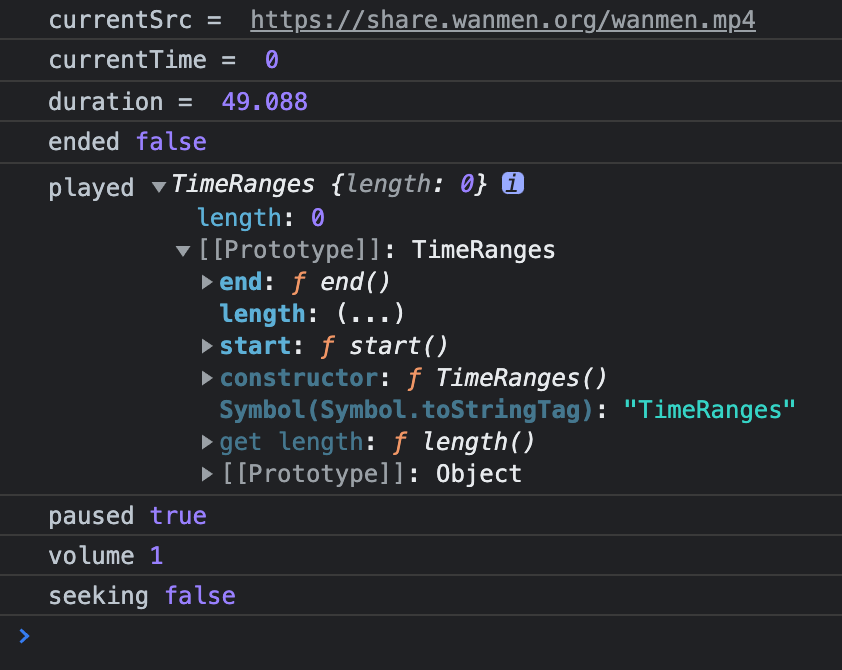 currentSrc = https://share.wanmen.org/wanmen.mp4
currentTime = 0
duration = 49.088
ended false
played ▼TimeRanges {length: 0} i
length: 0
▼[[Prototype]]: TimeRanges
▶end: ƒ end()
length: (...)
▶start: ƒ start()
▶constructor: ƒ TimeRanges()
Symbol(Symbol.toStringTag): "TimeRanges"
▶get length: ƒ length()
▶[[Prototype]]: Object
paused true
volume 1
seeking false
>